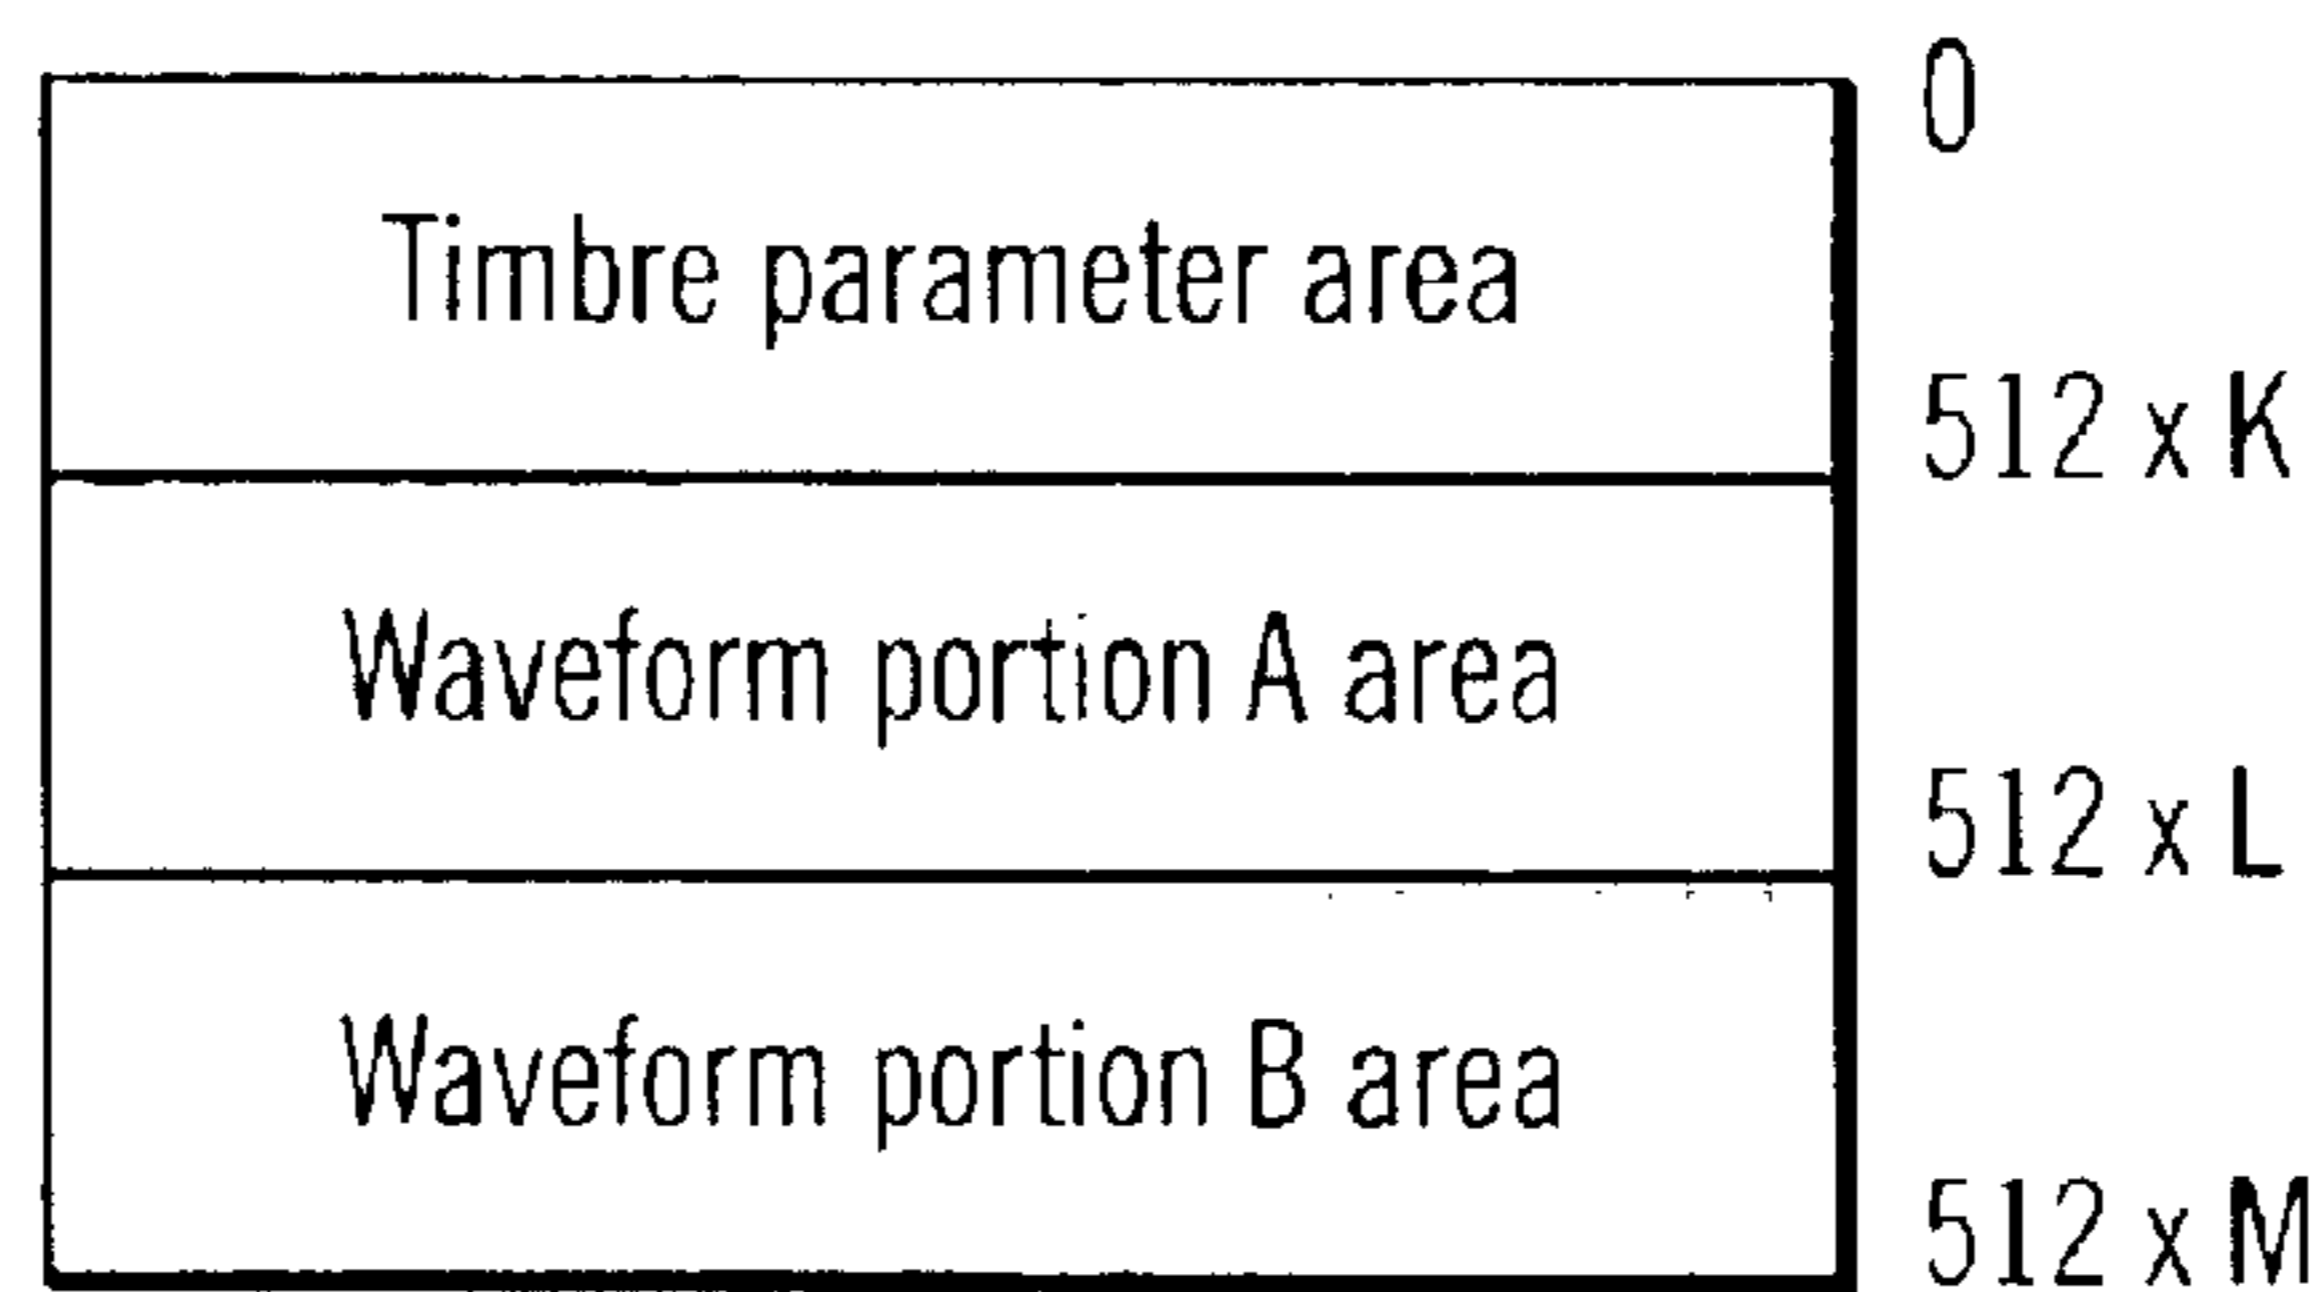 0
Timbre parameter area
512 x K
Waveform portion A area
512 x L
Waveform portion B area
512 x M